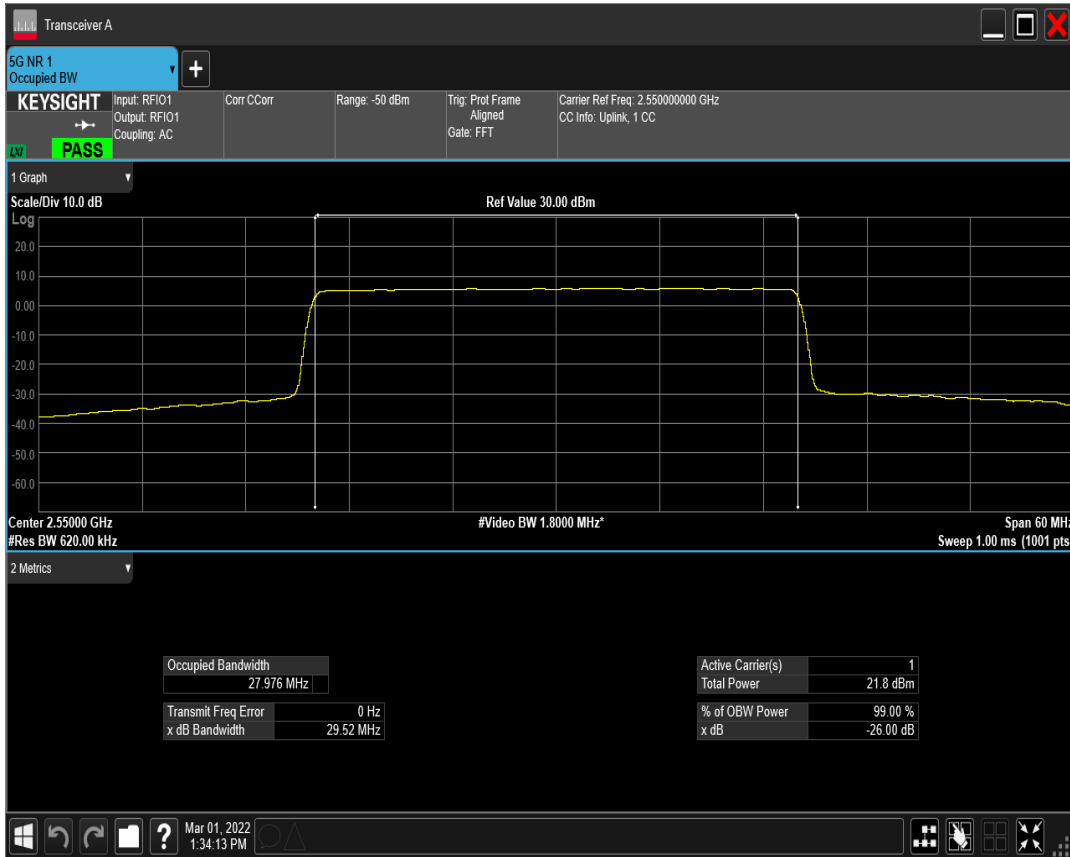 Transceiver A
5G NR 1
Occupied BW
+
KEYSIGHT
LXI
PASS
Input: RFIO1
Output: RFIO1
Coupling: AC
Corr CCorr
Range: -50 dBm
Trig: Prot Frame
Aligned
Gate: FFT
Carrier Ref Freq: 2.550000000 GHz
CC Info: Uplink, 1 CC
1 Graph
Scale/Div 10.0 dB
Ref Value 30.00 dBm
Log
20.0
10.0
0.00
-10.0
-20.0
-30.0
-40.0
-50.0
-60.0
Center 2.55000 GHz
#Video BW 1.8000 MHz*
Span 60 MHz
#Res BW 620.00 kHz
Sweep 1.00 ms (1001 pts
2 Metrics
Occupied Bandwidth
27.976 MHz
Transmit Freq Error 0 Hz
x dB Bandwidth 29.52 MHz
Active Carrier(s) 1
Total Power 21.8 dBm
% of OBW Power 99.00 %
x dB -26.00 dB
?
Mar 01, 2022
1:34:13 PM